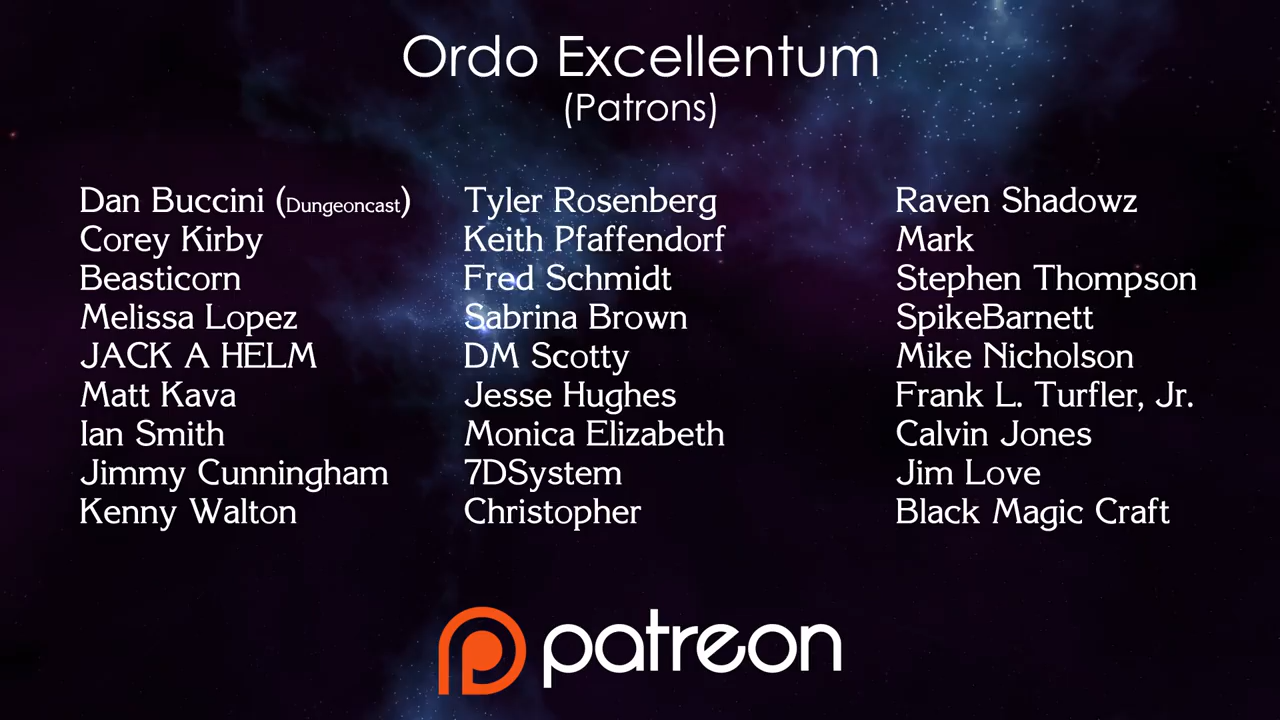 Ordo Excellentum
(Patrons)
Dan Buccini (Dungeoncast)
Corey Kirby
Beasticorn
Melissa Lopez
JACK A HELM
Matt Kava
Ian Smith
Jimmy Cunningham
Kenny Walton
Tyler Rosenberg
Keith Pfaffendorf
Fred Schmidt
Sabrina Brown
DM Scotty
Jesse Hughes
Monica Elizabeth
7DSystem
Christopher
Raven Shadowz
Mark
Stephen Thompson
SpikeBarnett
Mike Nicholson
Frank L. Turfler, Jr.
Calvin Jones
Jim Love
Black Magic Craft
patreon